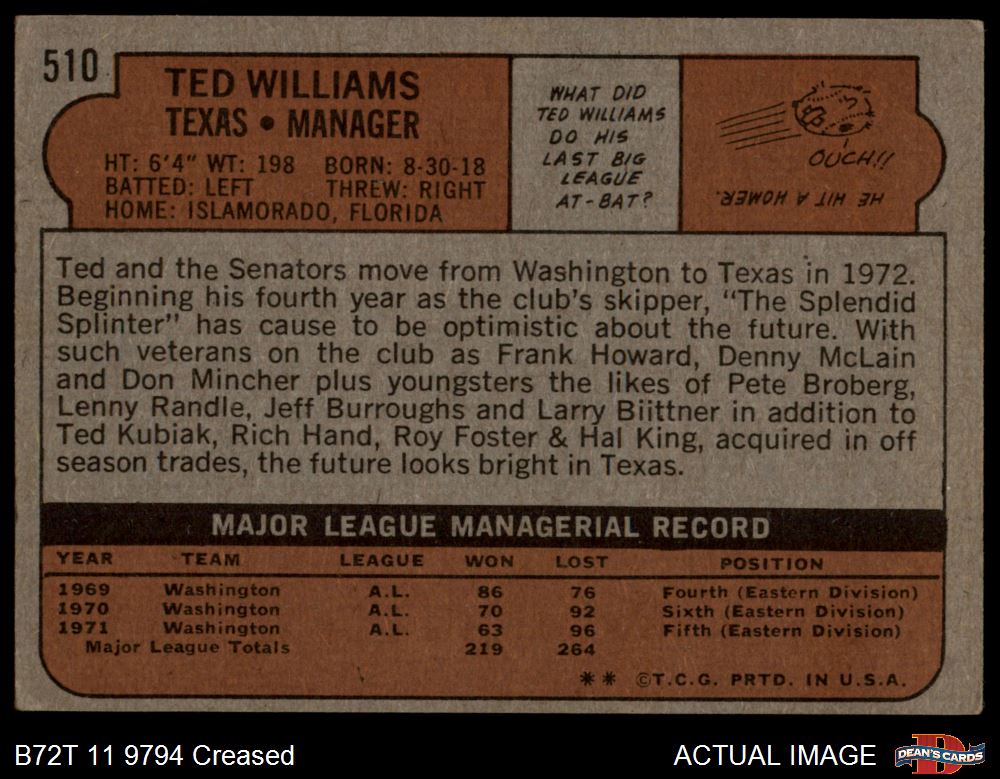 510
TED WILLIAMS
TEXAS • MANAGER
HT: 6'4" WT: 198 BORN: 8-30-18
BATTED: LEFT THREW: RIGHT
HOME: ISLAMORADO, FLORIDA
WHAT DID
TED WILLIAMS
DO HIS
LAST BIG
LEAGUE
AT-BAT?
OUCH!!
HE HIT A HOMER.
Ted and the Senators move from Washington to Texas in 1972.
Beginning his fourth year as the club's skipper, "The Splendid
Splinter" has cause to be optimistic about the future. With
such veterans on the club as Frank Howard, Denny McLain
and Don Mincher plus youngsters the likes of Pete Broberg,
Lenny Randle, Jeff Burroughs and Larry Biittner in addition to
Ted Kubiak, Rich Hand, Roy Foster & Hal King, acquired in off
season trades, the future looks bright in Texas.
MAJOR LEAGUE MANAGERIAL RECORD
YEAR TEAM LEAGUE WON LOST POSITION
1969 Washington A.L. 86 76 Fourth (Eastern Division)
1970 Washington A.L. 70 92 Sixth (Eastern Division)
1971 Washington A.L. 63 96 Fifth (Eastern Division)
Major League Totals 219 264
** ©T.C.G. PRTD. IN U.S.A.
B72T 11 9794 Creased
ACTUAL IMAGE
DEAN'S CARDS